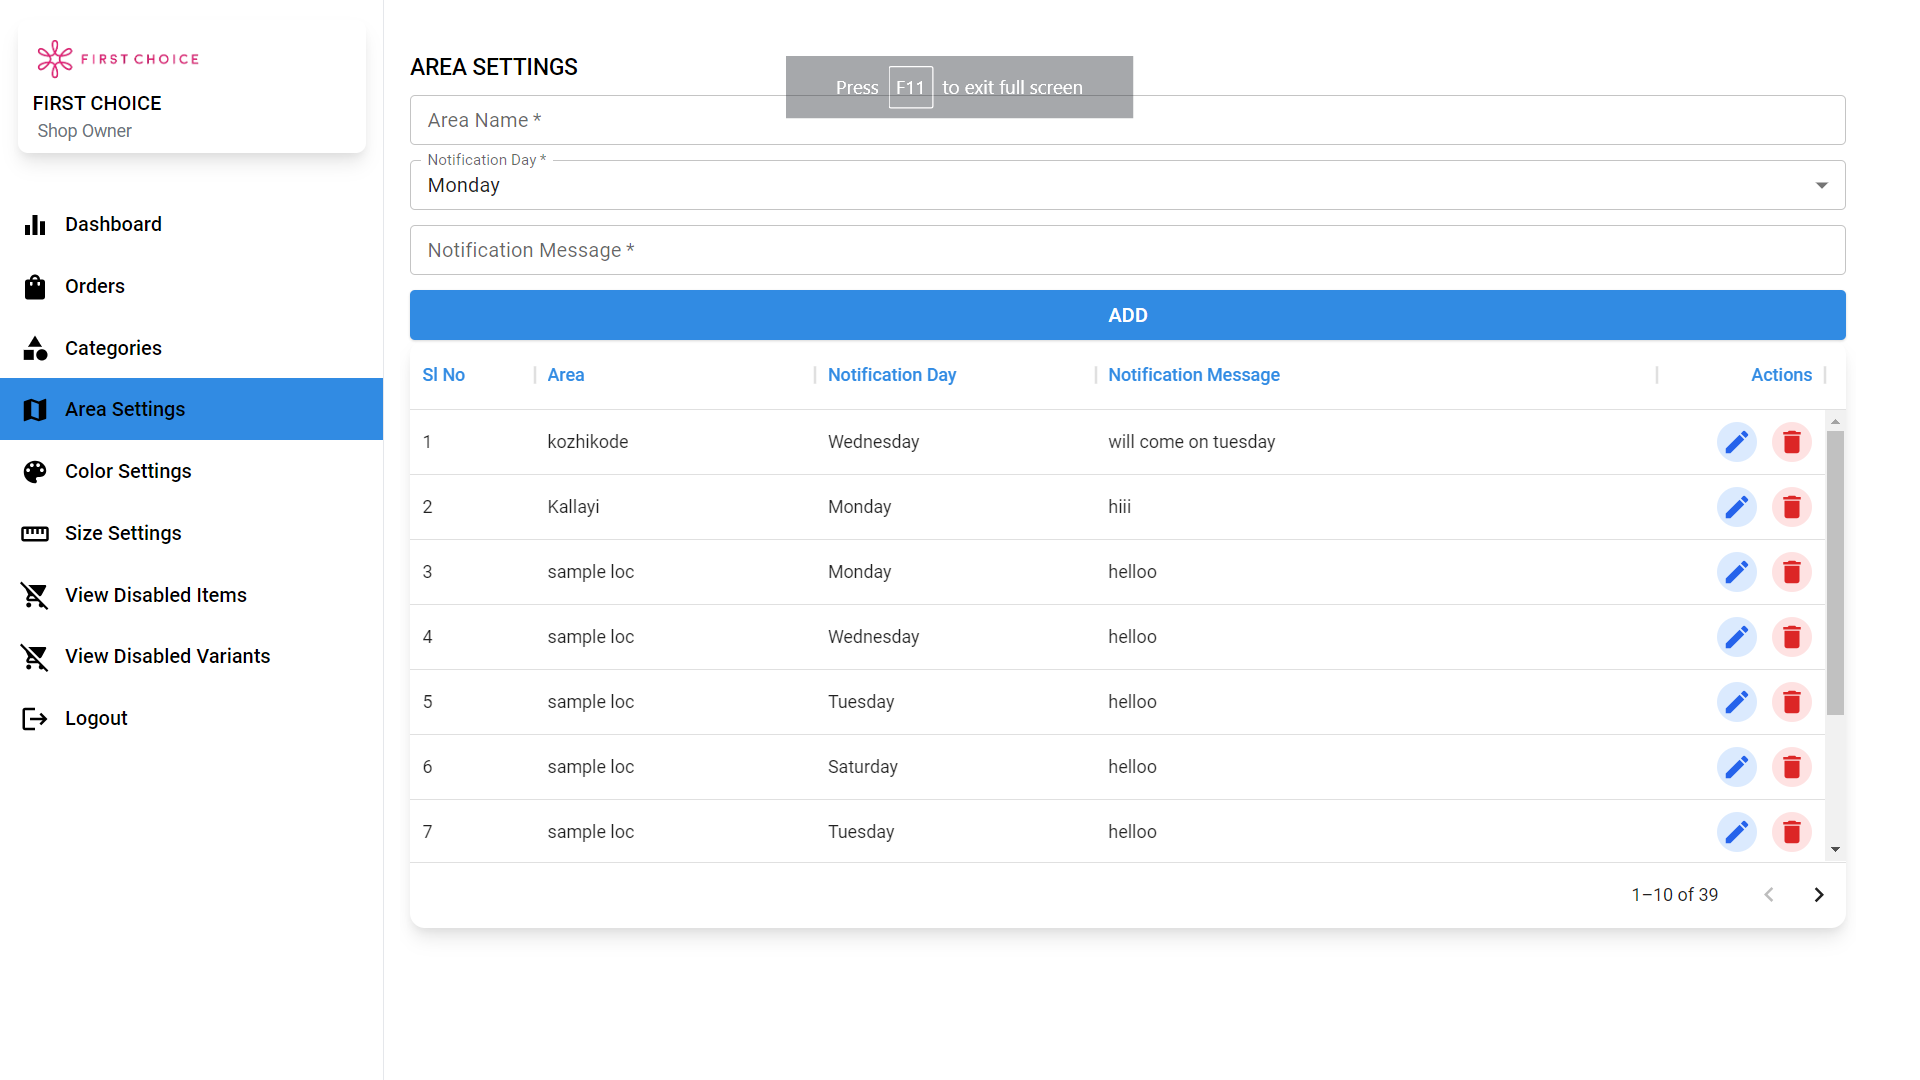 FIRST CHOICE
FIRST CHOICE
Shop Owner
Dashboard
Orders
Categories
Area Settings
Color Settings
Size Settings
View Disabled Items
View Disabled Variants
Logout
AREA SETTINGS
Press F11 to exit full screen
Area Name *
Notification Day *
Monday
Notification Message *
ADD
Sl No Area Notification Day Notification Message Actions
1 kozhikode Wednesday will come on tuesday
2 Kallayi Monday hiii
3 sample loc Monday helloo
4 sample loc Wednesday helloo
5 sample loc Tuesday helloo
6 sample loc Saturday helloo
7 sample loc Tuesday helloo
1–10 of 39